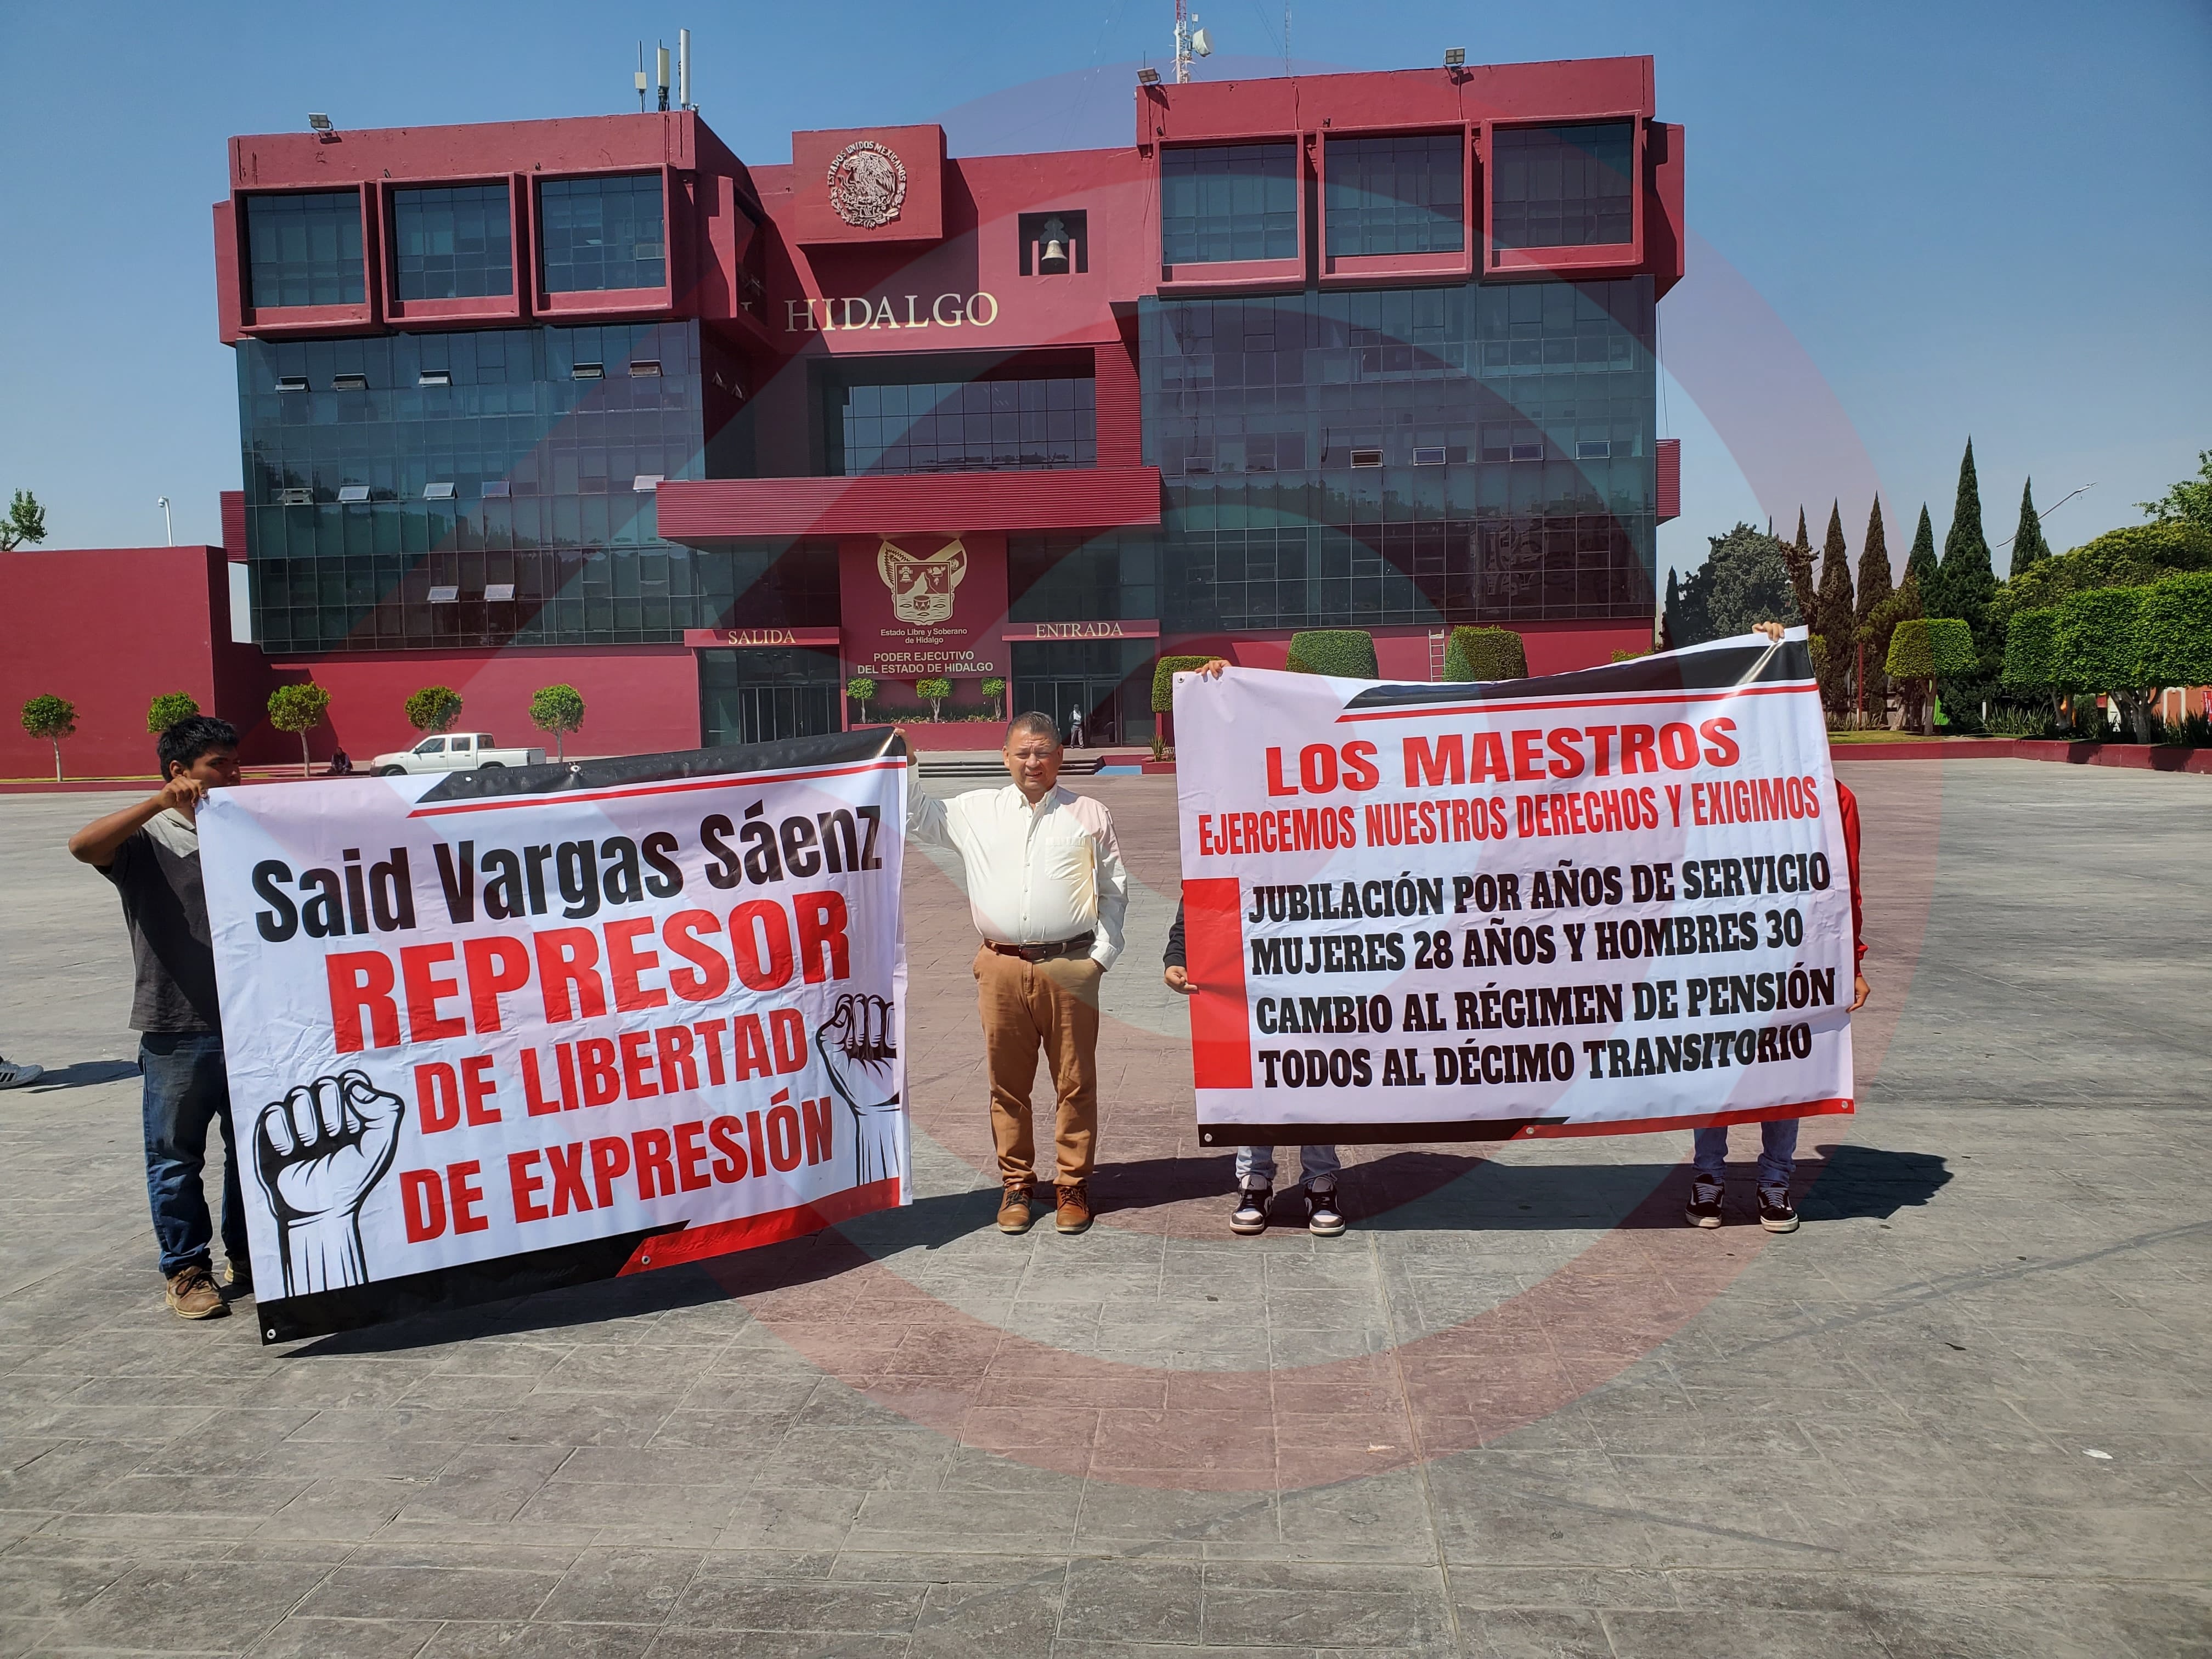 ESTADOS UNIDOS MEXICANOS
HIDALGO
SALIDA
ENTRADA
Estado Libre y Soberano
de Hidalgo
PODER EJECUTIVO
DEL ESTADO DE HIDALGO
Said Vargas Sáenz
REPRESOR
DE LIBERTAD
DE EXPRESIÓN
LOS MAESTROS
EJERCEMOS NUESTROS DERECHOS Y EXIGIMOS
JUBILACIÓN POR AÑOS DE SERVICIO
MUJERES 28 AÑOS Y HOMBRES 30
CAMBIO AL RÉGIMEN DE PENSIÓN
TODOS AL DÉCIMO TRANSITORIO